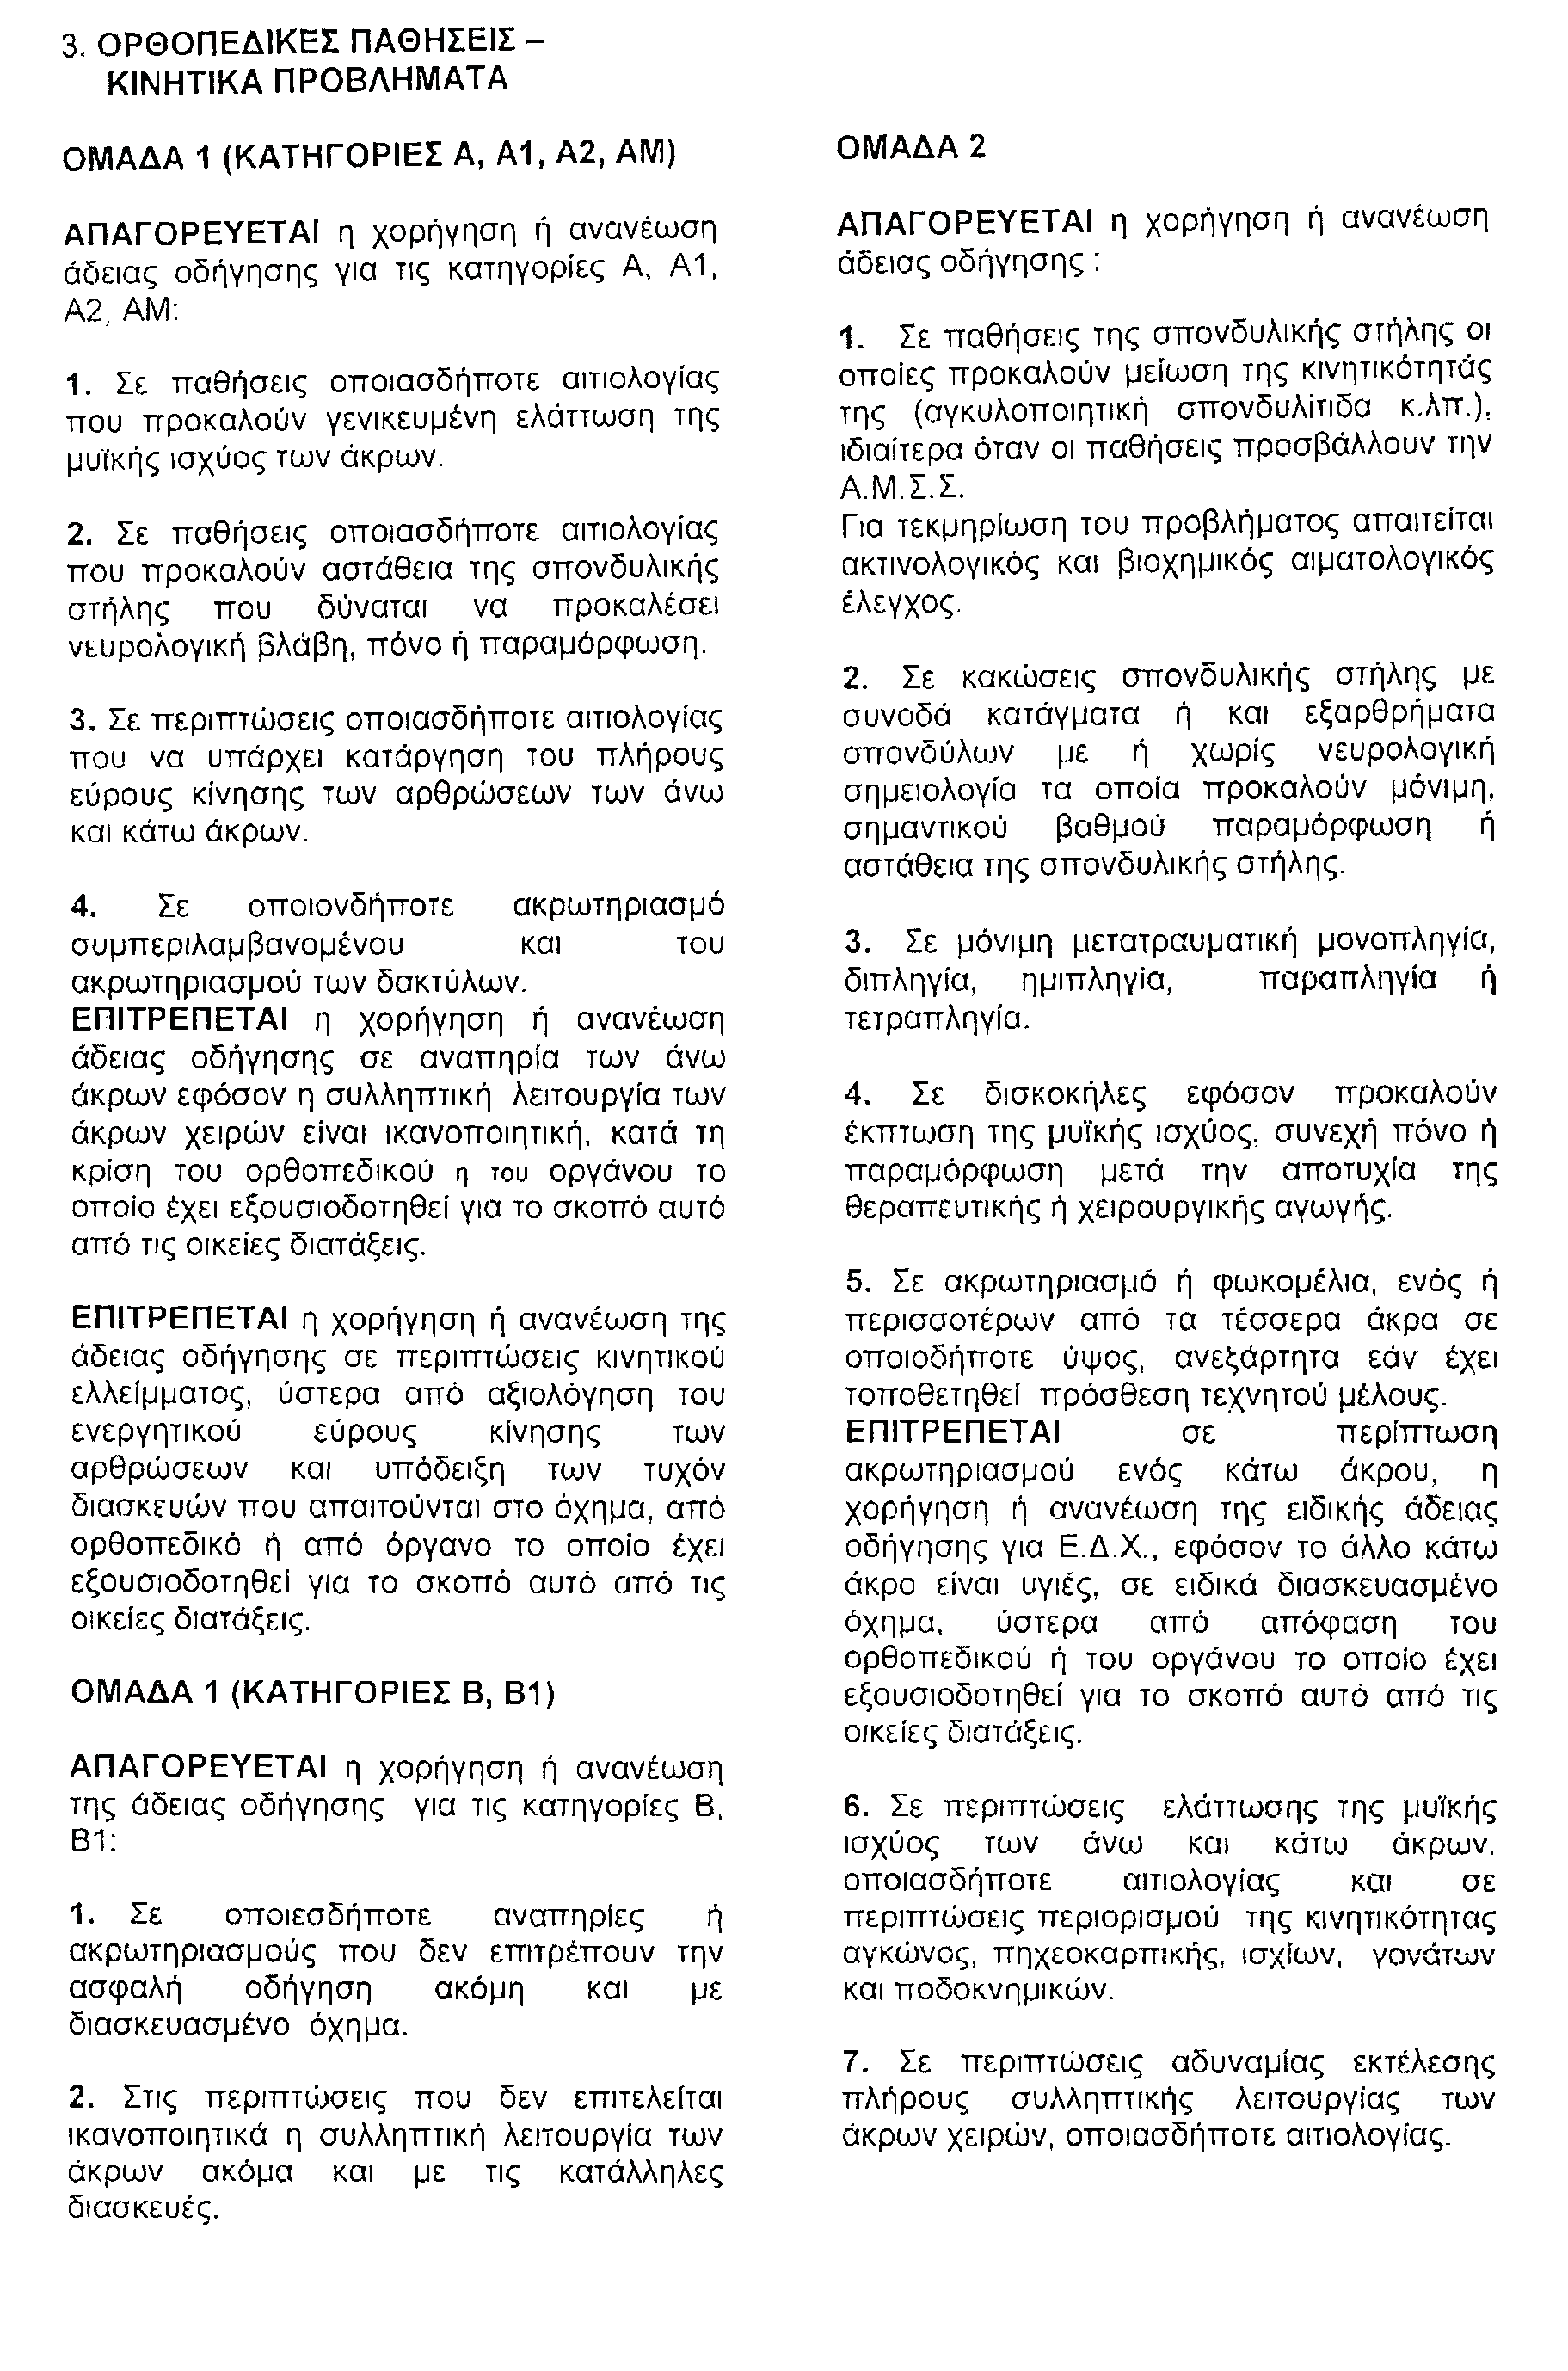 3. ΟΡΘΟΠΕΔΙΚΕΣ ΠΑΘΗΣΕΙΣ –
ΚΙΝΗΤΙΚΑ ΠΡΟΒΛΗΜΑΤΑ
ΟΜΑΔΑ 1 (ΚΑΤΗΓΟΡΙΕΣ Α, Α1, Α2, ΑΜ)
ΑΠΑΓΟΡΕΥΕΤΑΙ η χορήγηση ή ανανέωση
άδειας οδήγησης για τις κατηγορίες Α, Α1,
Α2, ΑΜ:
1. Σε παθήσεις οποιασδήποτε αιτιολογίας
που προκαλούν γενικευμένη ελάττωση της
μυϊκής ισχύος των άκρων.
2. Σε παθήσεις οποιασδήποτε αιτιολογίας
που προκαλούν αστάθεια της σπονδυλικής
στήλης που δύναται να προκαλέσει
νευρολογική βλάβη, πόνο ή παραμόρφωση.
3. Σε περιπτώσεις οποιασδήποτε αιτιολογίας
που να υπάρχει κατάργηση του πλήρους
εύρους κίνησης των αρθρώσεων των άνω
και κάτω άκρων.
4. Σε οποιονδήποτε ακρωτηριασμό
συμπεριλαμβανομένου και του
ακρωτηριασμού των δακτύλων.
ΕΠΙΤΡΕΠΕΤΑΙ η χορήγηση ή ανανέωση
άδειας οδήγησης σε αναπηρία των άνω
άκρων εφόσον η συλληπτική λειτουργία των
άκρων χειρών είναι ικανοποιητική, κατά τη
κρίση του ορθοπεδικού η του οργάνου το
οποίο έχει εξουσιοδοτηθεί για το σκοπό αυτό
από τις οικείες διατάξεις.
ΕΠΙΤΡΕΠΕΤΑΙ η χορήγηση ή ανανέωση της
άδειας οδήγησης σε περιπτώσεις κινητικού
ελλείμματος, ύστερα από αξιολόγηση του
ενεργητικού εύρους κίνησης των
αρθρώσεων και υπόδειξη των τυχόν
διασκευών που απαιτούνται στο όχημα, από
ορθοπεδικό ή από όργανο το οποίο έχει
εξουσιοδοτηθεί για το σκοπό αυτό από τις
οικείες διατάξεις.
ΟΜΑΔΑ 1 (ΚΑΤΗΓΟΡΙΕΣ Β, Β1)
ΑΠΑΓΟΡΕΥΕΤΑΙ η χορήγηση ή ανανέωση
της άδειας οδήγησης για τις κατηγορίες Β,
Β1:
1. Σε οποιεσδήποτε αναπηρίες ή
ακρωτηριασμούς που δεν επιτρέπουν την
ασφαλή οδήγηση ακόμη και με
διασκευασμένο όχημα.
2. Στις περιπτώσεις που δεν επιτελείται
ικανοποιητικά η συλληπτική λειτουργία των
άκρων ακόμα και με τις κατάλληλες
διασκευές.
ΟΜΑΔΑ 2
ΑΠΑΓΟΡΕΥΕΤΑΙ η χορήγηση ή ανανέωση
άδειας οδήγησης :
1. Σε παθήσεις της σπονδυλικής στήλης οι
οποίες προκαλούν μείωση της κινητικότητάς
της (αγκυλοποιητική σπονδυλίτιδα κ.λπ.),
ιδιαίτερα όταν οι παθήσεις προσβάλλουν την
Α.Μ.Σ.Σ.
Για τεκμηρίωση του προβλήματος απαιτείται
ακτινολογικός και βιοχημικός αιματολογικός
έλεγχος.
2. Σε κακώσεις σπονδυλικής στήλης με
συνοδά κατάγματα ή και εξαρθρήματα
σπονδύλων με ή χωρίς νευρολογική
σημειολογία τα οποία προκαλούν μόνιμη,
σημαντικού βαθμού παραμόρφωση ή
αστάθεια της σπονδυλικής στήλης.
3. Σε μόνιμη μετατραυματική μονοπληγία,
διπληγία, ημιπληγία, παραπληγία ή
τετραπληγία.
4. Σε δισκοκήλες εφόσον προκαλούν
έκπτωση της μυϊκής ισχύος, συνεχή πόνο ή
παραμόρφωση μετά την αποτυχία της
θεραπευτικής ή χειρουργικής αγωγής.
5. Σε ακρωτηριασμό ή φωκομέλια, ενός ή
περισσοτέρων από τα τέσσερα άκρα σε
οποιοδήποτε ύψος, ανεξάρτητα εάν έχει
τοποθετηθεί πρόσθεση τεχνητού μέλους.
ΕΠΙΤΡΕΠΕΤΑΙ σε περίπτωση
ακρωτηριασμού ενός κάτω άκρου, η
χορήγηση ή ανανέωση της ειδικής άδειας
οδήγησης για Ε.Δ.Χ., εφόσον το άλλο κάτω
άκρο είναι υγιές, σε ειδικά διασκευασμένο
όχημα, ύστερα από απόφαση του
ορθοπεδικού ή του οργάνου το οποίο έχει
εξουσιοδοτηθεί για το σκοπό αυτό από τις
οικείες διατάξεις.
6. Σε περιπτώσεις ελάττωσης της μυϊκής
ισχύος των άνω και κάτω άκρων,
οποιασδήποτε αιτιολογίας και σε
περιπτώσεις περιορισμού της κινητικότητας
αγκώνος, πηχεοκαρπικής, ισχίων, γονάτων
και ποδοκνημικών.
7. Σε περιπτώσεις αδυναμίας εκτέλεσης
πλήρους συλληπτικής λειτουργίας των
άκρων χειρών, οποιασδήποτε αιτιολογίας.